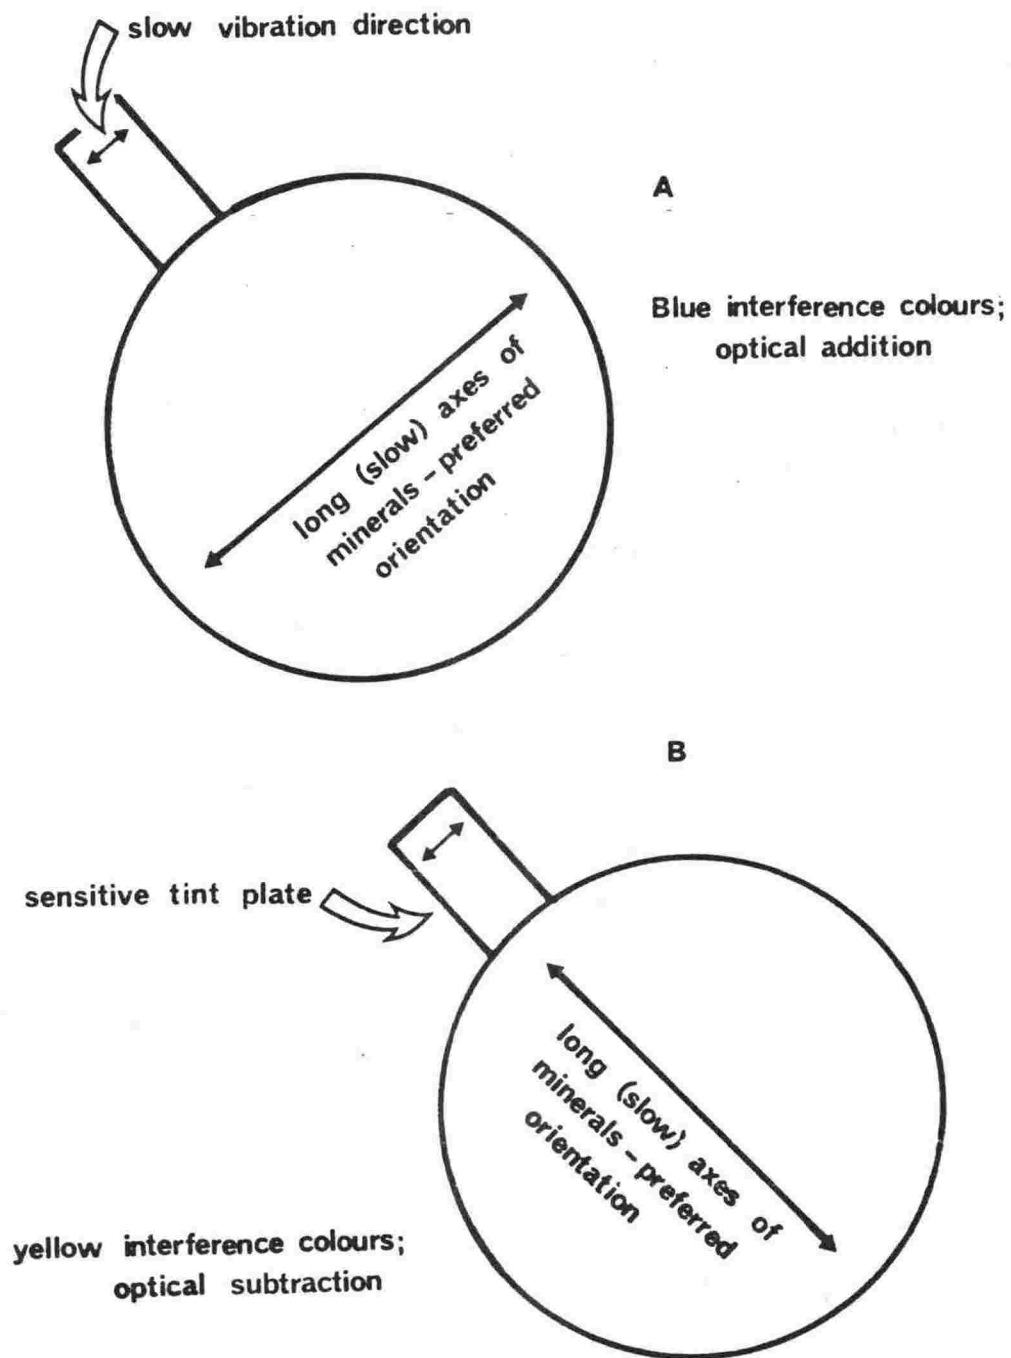 slow vibration direction
A
Blue interference colours;
optical addition
long (slow) axes of
minerals - preferred
orientation
B
sensitive tint plate
long (slow) axes of
minerals - preferred
orientation
yellow interference colours;
optical subtraction